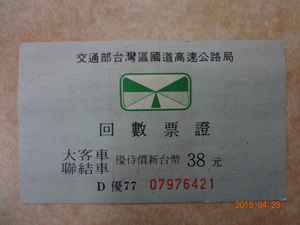 交通部台灣區國道高速公路局
回數票證
大客車
聯結車 優待價新台幣 38 元
D 優77 07976421
2015 04 29